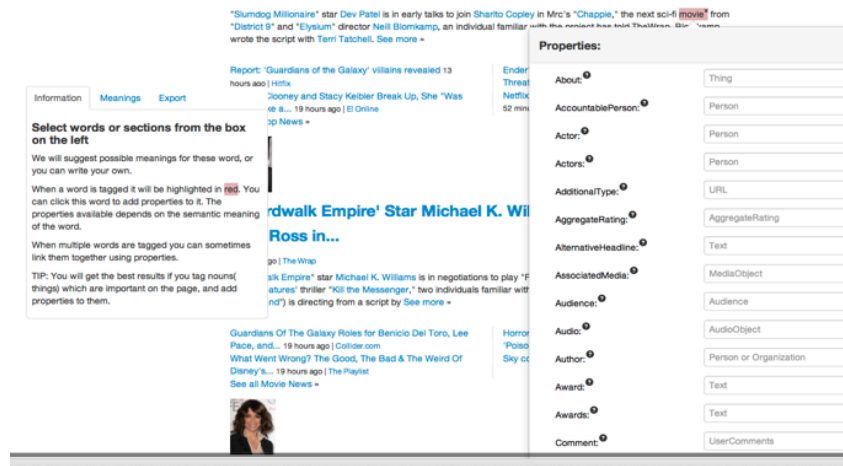 "Slumdog Millionaire" star Dev Patel is in early talks to join Sharlto Copley in Mrc's "Chappie," the next sci-fi movie from
"District 9" and "Elysium" director Neill Blomkamp, an individual familiar with the project has told TheWrap. Blomkamp
wrote the script with Terri Tatchell. See more »
Report: 'Guardians of the Galaxy' villains revealed 13
hours ago | Hitfix
Clooney and Stacy Keibler Break Up, She "Was
ke a... 19 hours ago | E! Online
op News »
Ender'
Threat
Netflix
52 minu
Information Meanings Export
Select words or sections from the box
on the left
We will suggest possible meanings for these word, or
you can write your own.
When a word is tagged it will be highlighted in red. You
can click this word to add properties to it. The
properties available depends on the semantic meaning
of the word.
When multiple words are tagged you can sometimes
link them together using properties.
TIP: You will get the best results if you tag nouns(
things) which are important on the page, and add
properties to them.
rdwalk Empire' Star Michael K. Wil
Ross in...
go | The Wrap
alk Empire" star Michael K. Williams is in negotiations to play "F
atures' thriller "Kill the Messenger," two individuals familiar with
nd") is directing from a script by See more »
Guardians Of The Galaxy Roles for Benicio Del Toro, Lee
Pace, and... 19 hours ago | Collider.com
What Went Wrong? The Good, The Bad & The Weird Of
Disney's... 19 hours ago | The Playlist
See all Movie News »
Horror
'Poiso
Sky co
Properties:
About: Thing
AccountablePerson: Person
Actor: Person
Actors: Person
AdditionalType: URL
AggregateRating: AggregateRating
AlternativeHeadline: Text
AssociatedMedia: MediaObject
Audience: Audience
Audio: AudioObject
Author: Person or Organization
Award: Text
Awards: Text
Comment: UserComments